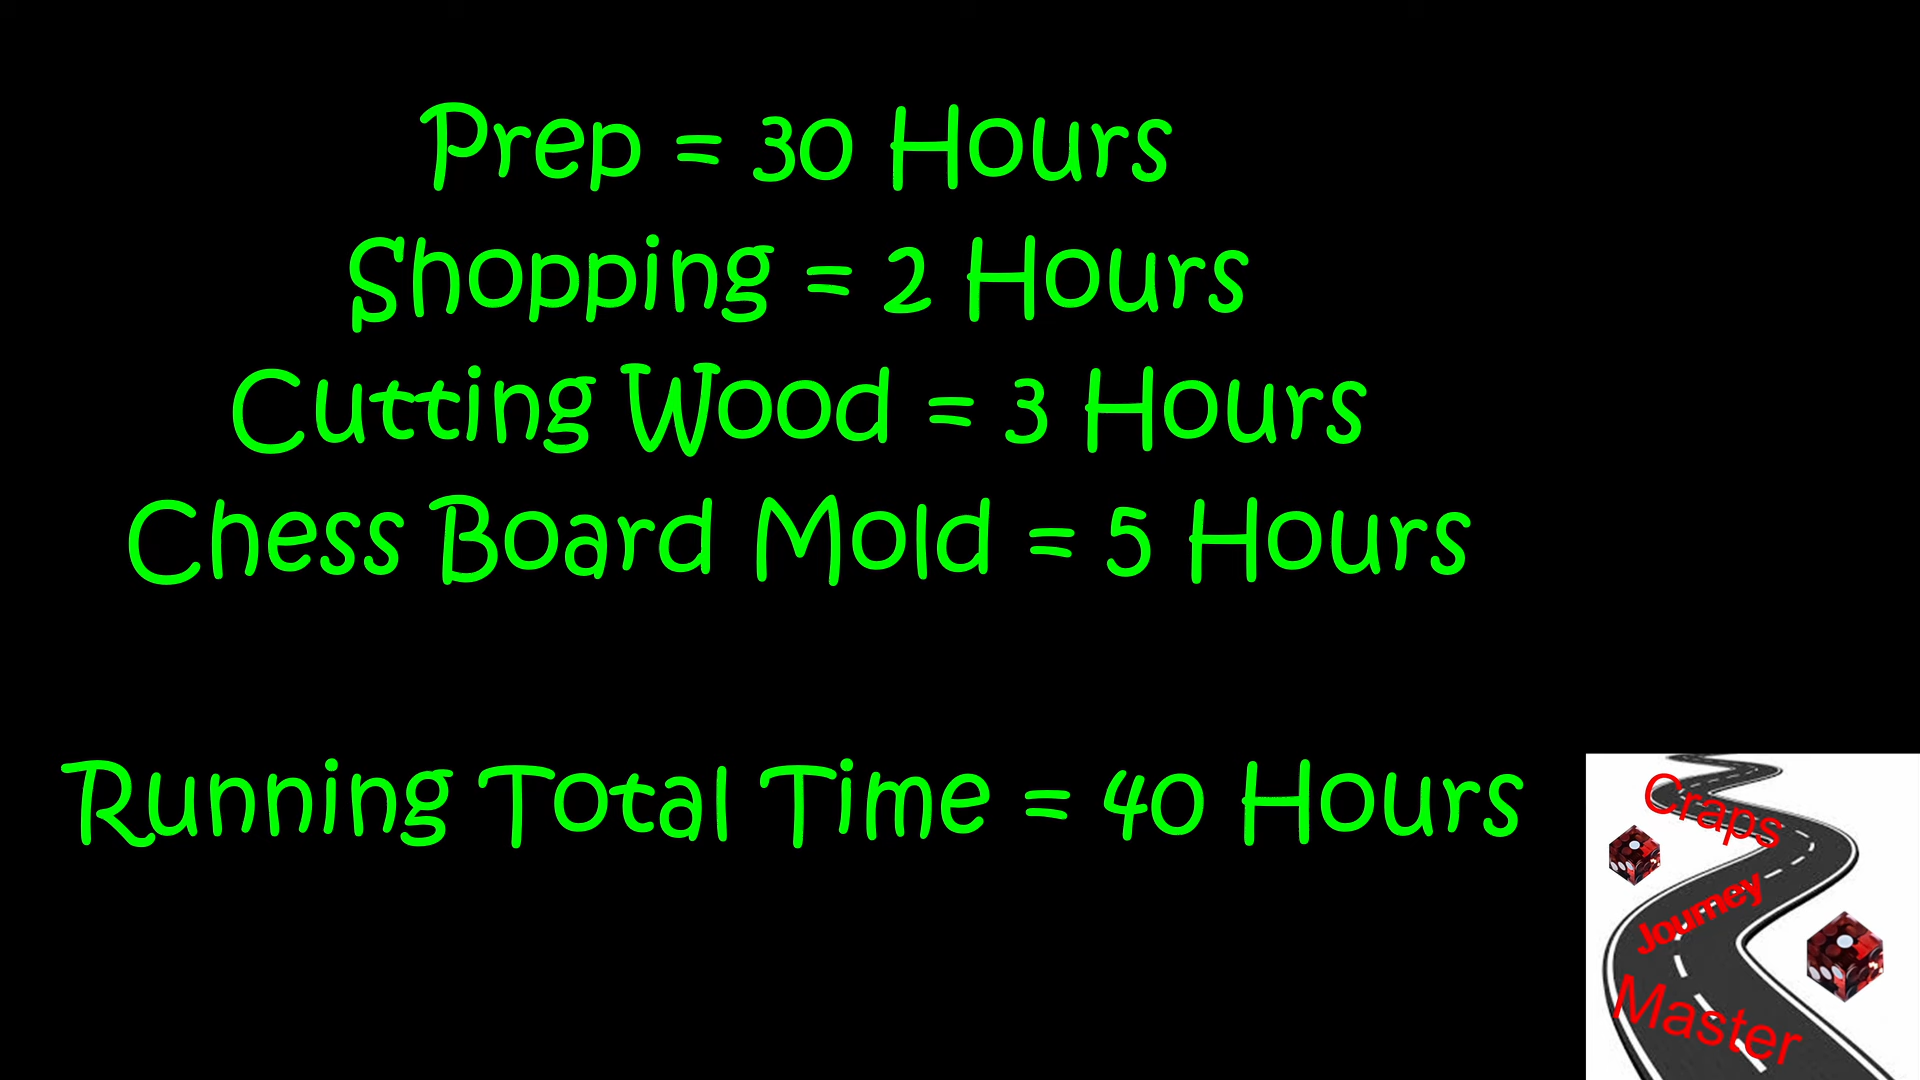 Prep = 30 Hours
Shopping = 2 Hours
Cutting Wood = 3 Hours
Chess Board Mold = 5 Hours
Running Total Time = 40 Hours
Craps
Journey
Master